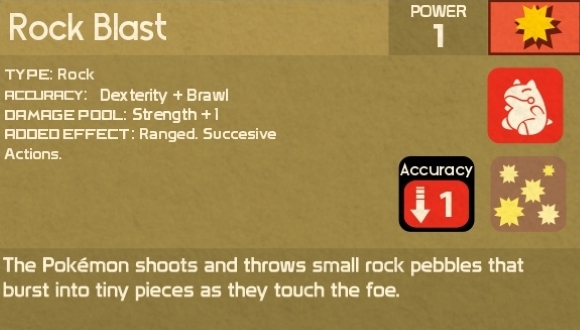 Rock Blast
POWER
1
TYPE: Rock
ACCURACY: Dexterity + Brawl
DAMAGE POOL: Strength +1
ADDED EFFECT: Ranged. Succesive
Actions.
Accuracy
1
The Pokémon shoots and throws small rock pebbles that
burst into tiny pieces as they touch the foe.